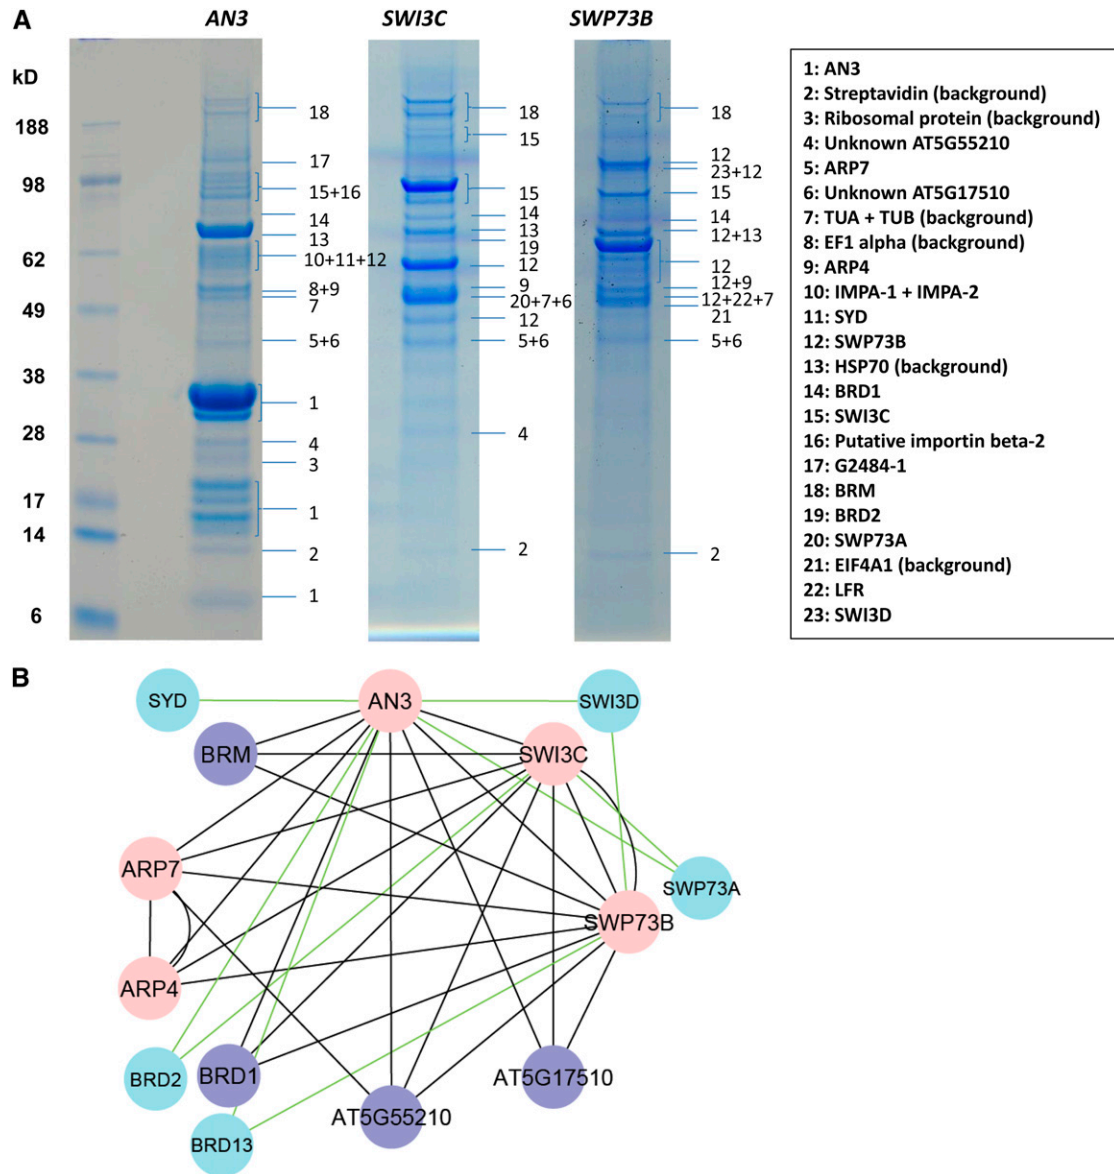 A
AN3
SWI3C
SWP73B
kD
188
98
62
49
38
28
17
14
6
18
17
15+16
14
13
10+11+12
8+9
7
5+6
1
4
3
1
2
1
18
15
15
14
13
19
12
9
20+7+6
12
5+6
4
2
18
12
23+12
15
14
12+13
12
12+9
12+22+7
21
5+6
2
1: AN3
2: Streptavidin (background)
3: Ribosomal protein (background)
4: Unknown AT5G55210
5: ARP7
6: Unknown AT5G17510
7: TUA + TUB (background)
8: EF1 alpha (background)
9: ARP4
10: IMPA-1 + IMPA-2
11: SYD
12: SWP73B
13: HSP70 (background)
14: BRD1
15: SWI3C
16: Putative importin beta-2
17: G2484-1
18: BRM
19: BRD2
20: SWP73A
21: EIF4A1 (background)
22: LFR
23: SWI3D
B
SYD
AN3
SWI3D
BRM
SWI3C
ARP7
SWP73A
SWP73B
ARP4
BRD2
BRD1
AT5G17510
AT5G55210
BRD13